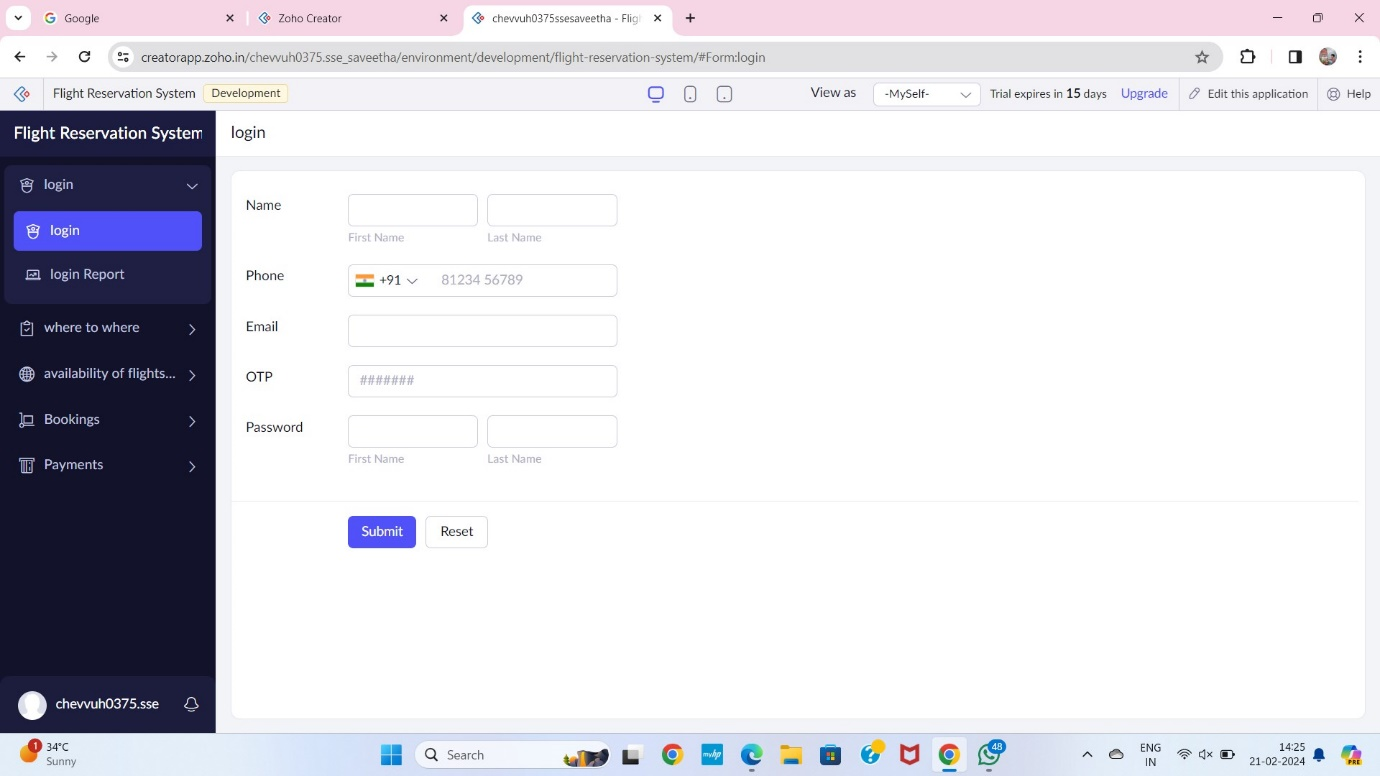 Google
Zoho Creator
chevvuh0375ssesaveetha - Flig
creatorapp.zoho.in/chevvuh0375.sse_saveetha/environment/development/flight-reservation-system/#Form:login
Flight Reservation System
Development
View as
-MySelf-
Trial expires in 15 days
Upgrade
Edit this application
Help
Flight Reservation System
login
login
login
login Report
where to where
availability of flights...
Bookings
Payments
Name
First Name
Last Name
Phone
+91
81234 56789
Email
OTP
#######
Password
First Name
Last Name
Submit
Reset
chevvuh0375.sse
1
34°C
Sunny
Search
myhp
48
ENG
IN
14:25
21-02-2024
PRE